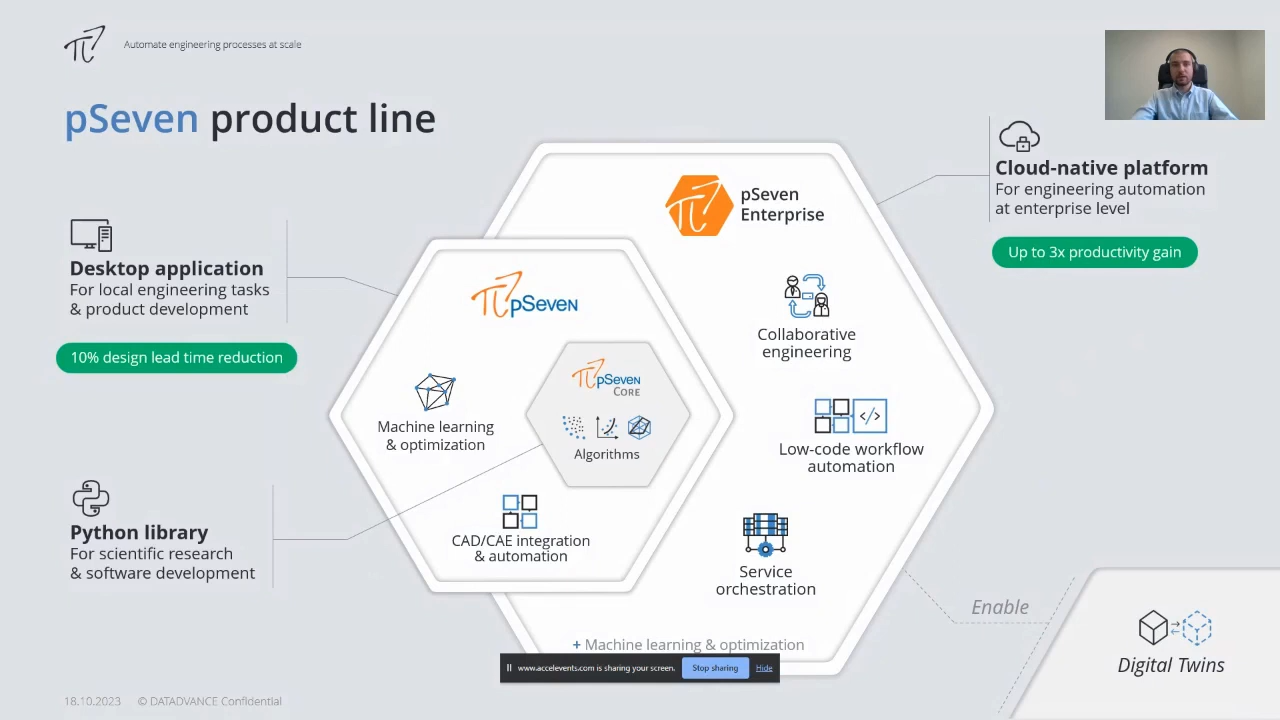 Automate engineering processes at scale
pSeven product line
Cloud-native platform
For engineering automation
at enterprise level
Up to 3x productivity gain
pSeven
Enterprise
Desktop application
For local engineering tasks
& product development
10% design lead time reduction
pSeven
Collaborative
engineering
pSeven
Core
Algorithms
Machine learning
& optimization
Low-code workflow
automation
Python library
For scientific research
& software development
CAD/CAE integration
& automation
Service
orchestration
Enable
+ Machine learning & optimization
www.accelevents.com is sharing your screen.
Stop sharing
Hide
Digital Twins
18.10.2023
© DATADVANCE Confidential